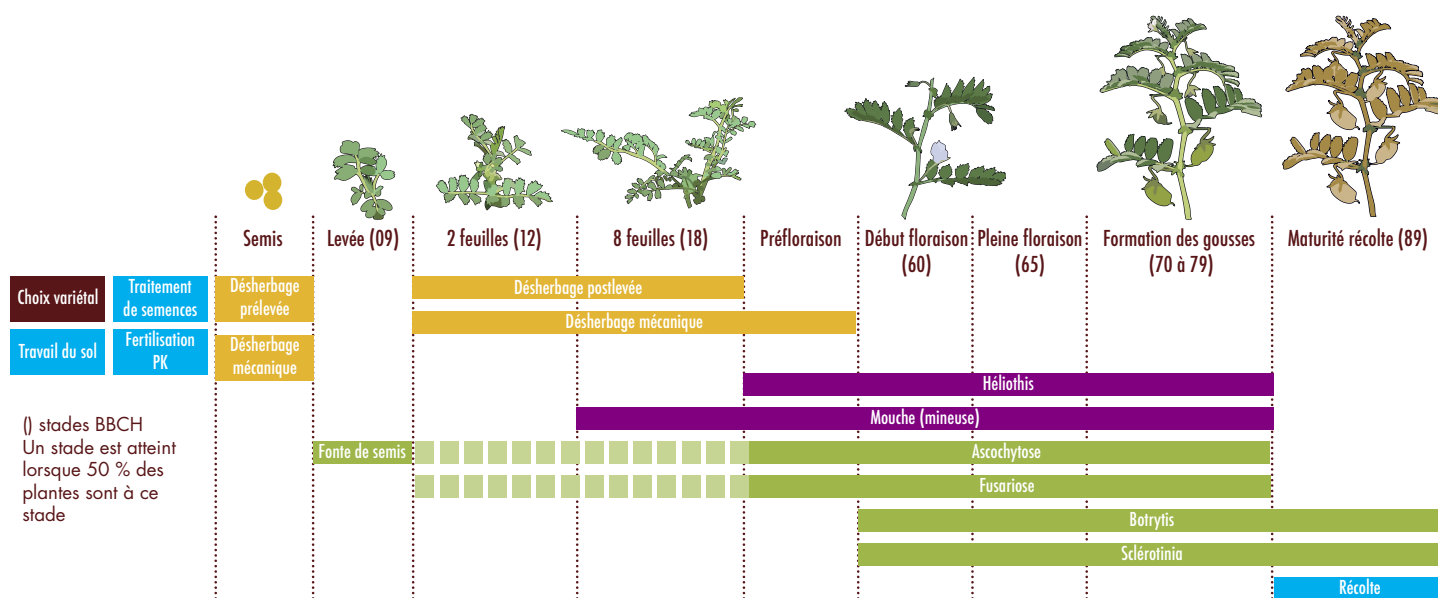 Semis
Levée (09)
2 feuilles (12)
8 feuilles (18)
Préfloraison
Début floraison
(60)
Pleine floraison
(65)
Formation des gousses
(70 à 79)
Maturité récolte (89)
Choix variétal
Traitement
de semences
Désherbage
prélevée
Désherbage postlevée
Désherbage mécanique
Travail du sol
Fertilisation
PK
Désherbage
mécanique
Héliothis
Mouche (mineuse)
() stades BBCH
Un stade est atteint
lorsque 50 % des
plantes sont à ce
stade
Fonte de semis
Ascochytose
Fusariose
Botrytis
Sclérotinia
Récolte